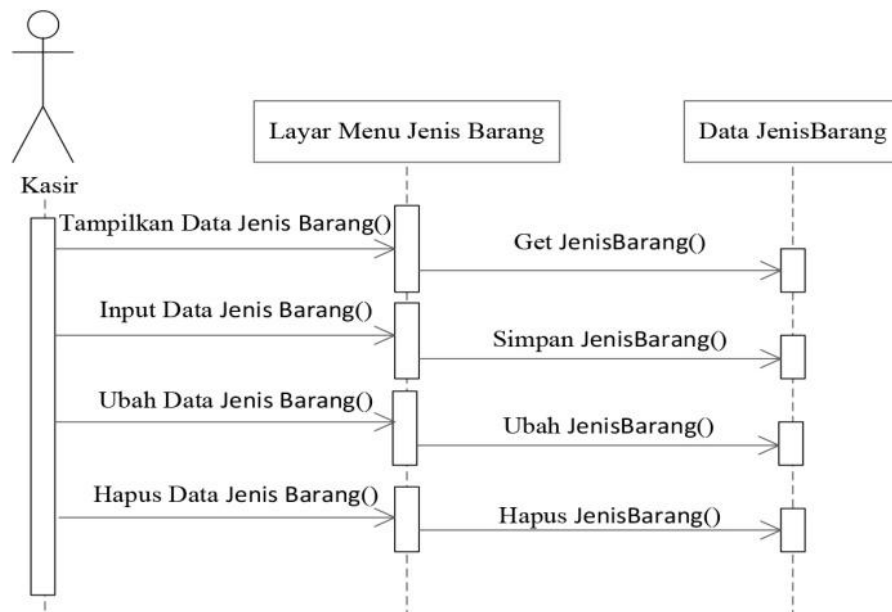 Layar Menu Jenis Barang
Data JenisBarang
Kasir
Tampilkan Data Jenis Barang()
Get JenisBarang()
Input Data Jenis Barang()
Simpan JenisBarang()
Ubah Data Jenis Barang()
Ubah JenisBarang()
Hapus Data Jenis Barang()
Hapus JenisBarang()